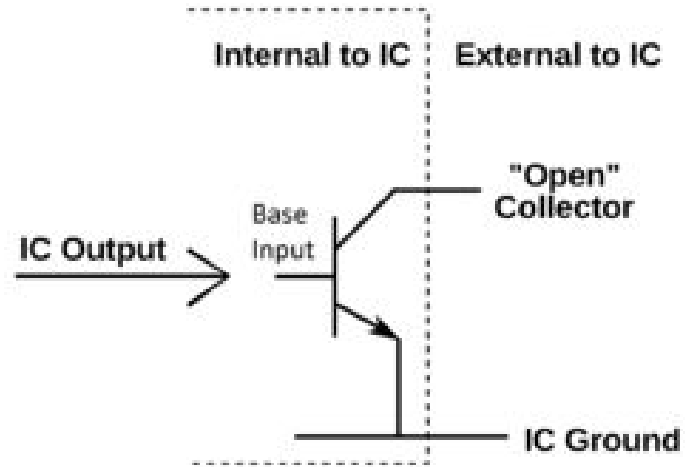 Internal to IC
External to IC
"Open"
Collector
Base
Input
IC Output
IC Ground